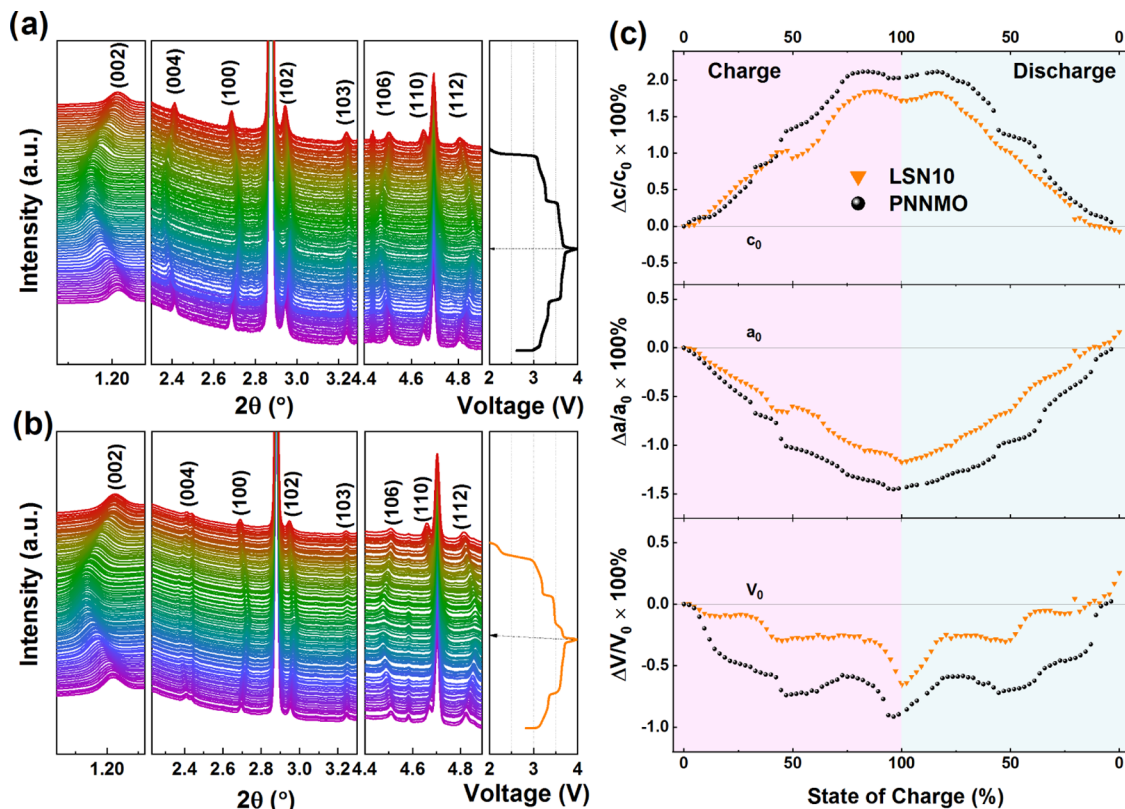 (a)
(002)
(004)
(100)
(102)
(103)
(106)
(110)
(112)
Intensity (a.u.)
1.20
2.4 2.6 2.8 3.0 3.2
4.4 4.6 4.8
2 3 4
2θ (°)
Voltage (V)
(b)
(002)
(004)
(100)
(102)
(103)
(106)
(110)
(112)
Intensity (a.u.)
1.20
2.4 2.6 2.8 3.0 3.2
4.4 4.6 4.8
2 3 4
2θ (°)
Voltage (V)
(c)
0 50 100 50 0
Charge
Discharge
2.0
1.5
1.0
0.5
0.0
-0.5
Δc/c₀ × 100%
LSN10
PNNMO
c₀
0.5
0.0
-0.5
-1.0
-1.5
Δa/a₀ × 100%
a₀
0.5
0.0
-0.5
-1.0
ΔV/V₀ × 100%
V₀
0 50 100 50 0
State of Charge (%)